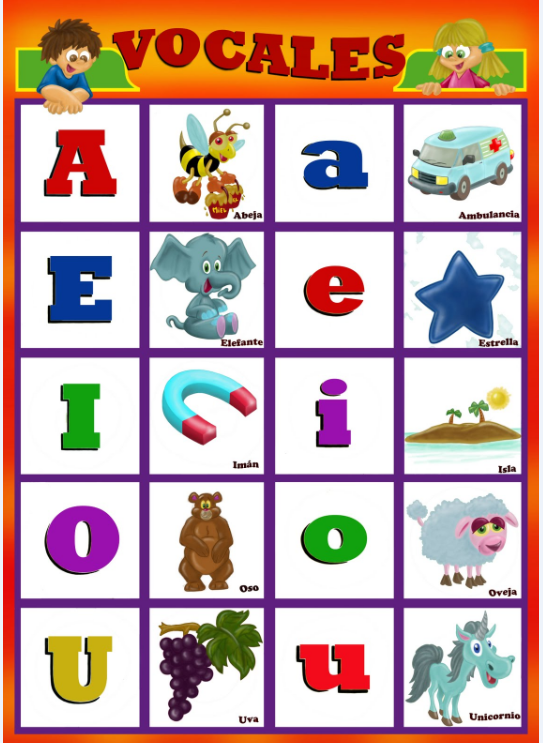 VOCALES
A
Abeja
a
Ambulancia
E
Elefante
e
Estrella
I
Imán
i
Isla
O
Oso
o
Oveja
U
Uva
u
Unicornio